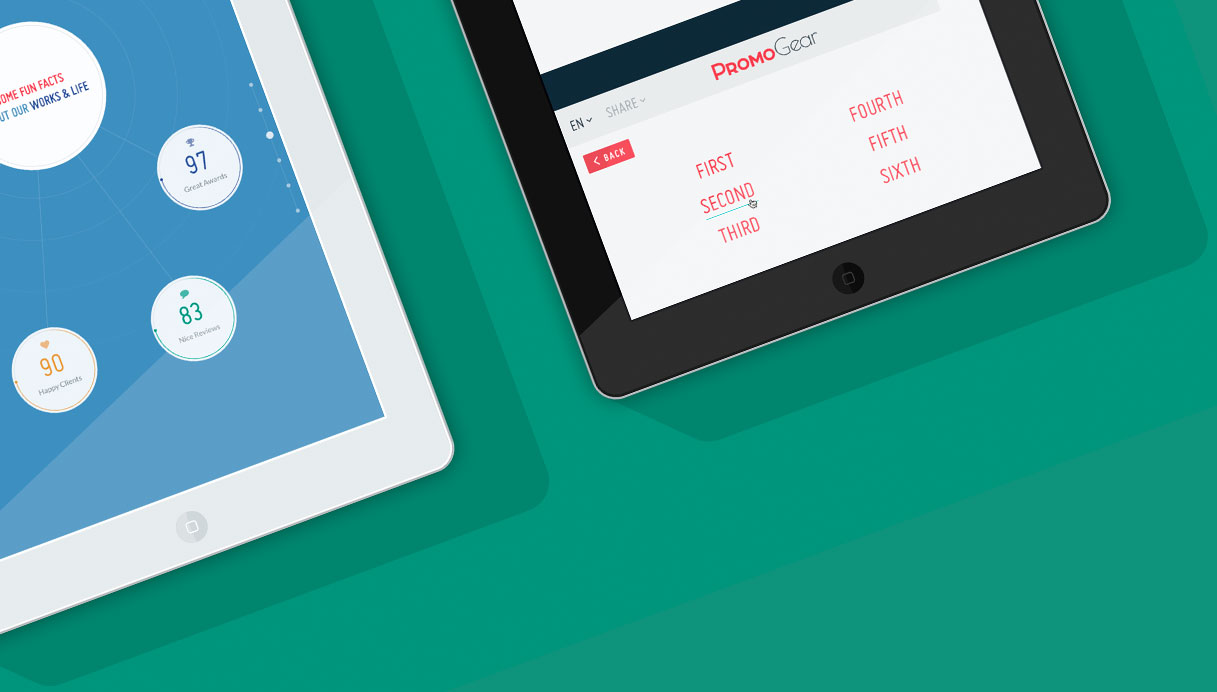 OME FUN FACTS
UT OUR WORKS & LIFE
97
Great Awards
83
Nice Reviews
90
Happy Clients
PROMOGear
EN
SHARE
BACK
FIRST
SECOND
THIRD
FOURTH
FIFTH
SIXTH